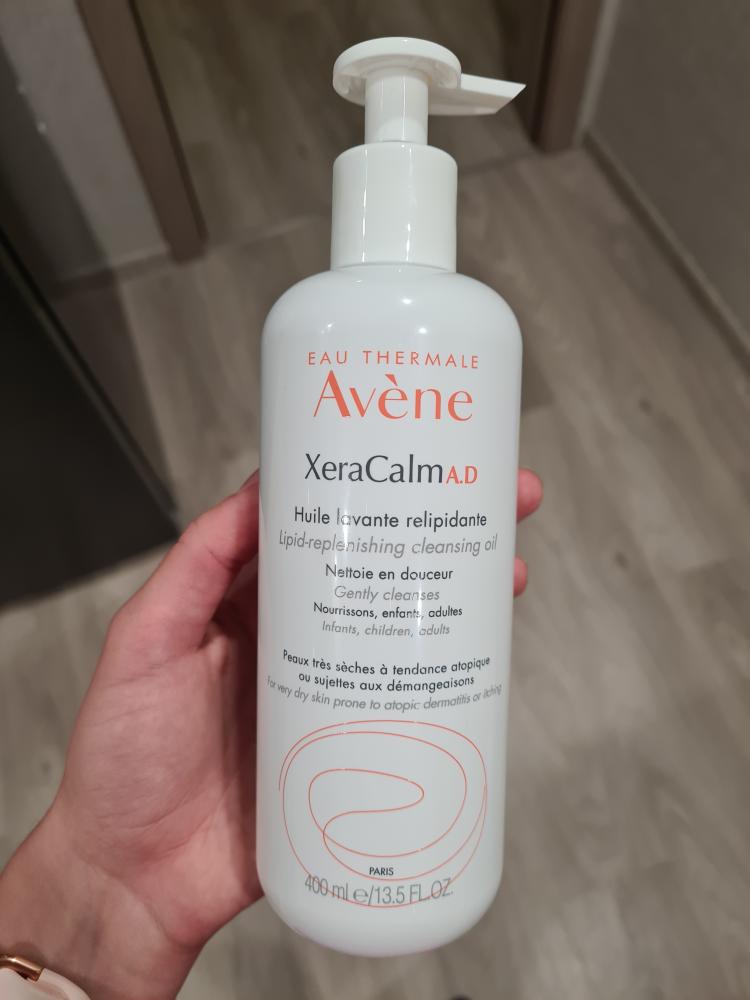 EAU THERMALE
Avène
XeraCalm A.D
Huile lavante relipidante
Lipid-replenishing cleansing oil
Nettoie en douceur
Gently cleanses
Nourrissons, enfants, adultes
Infants, children, adults
Peaux très sèches à tendance atopique
ou sujettes aux démangeaisons
For very dry skin prone to atopic dermatitis or itching
PARIS
400 ml ℮/13.5 FL.OZ.